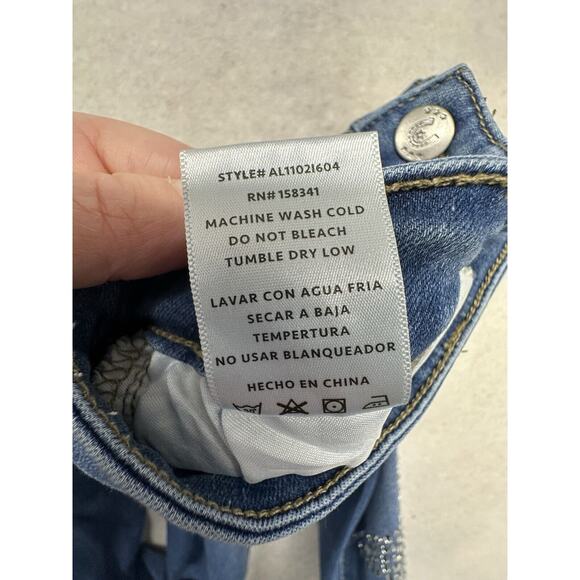 STYLE# AL11021604
RN# 158341
MACHINE WASH COLD
DO NOT BLEACH
TUMBLE DRY LOW
LAVAR CON AGUA FRIA
SECAR A BAJA
TEMPERTURA
NO USAR BLANQUEADOR
HECHO EN CHINA